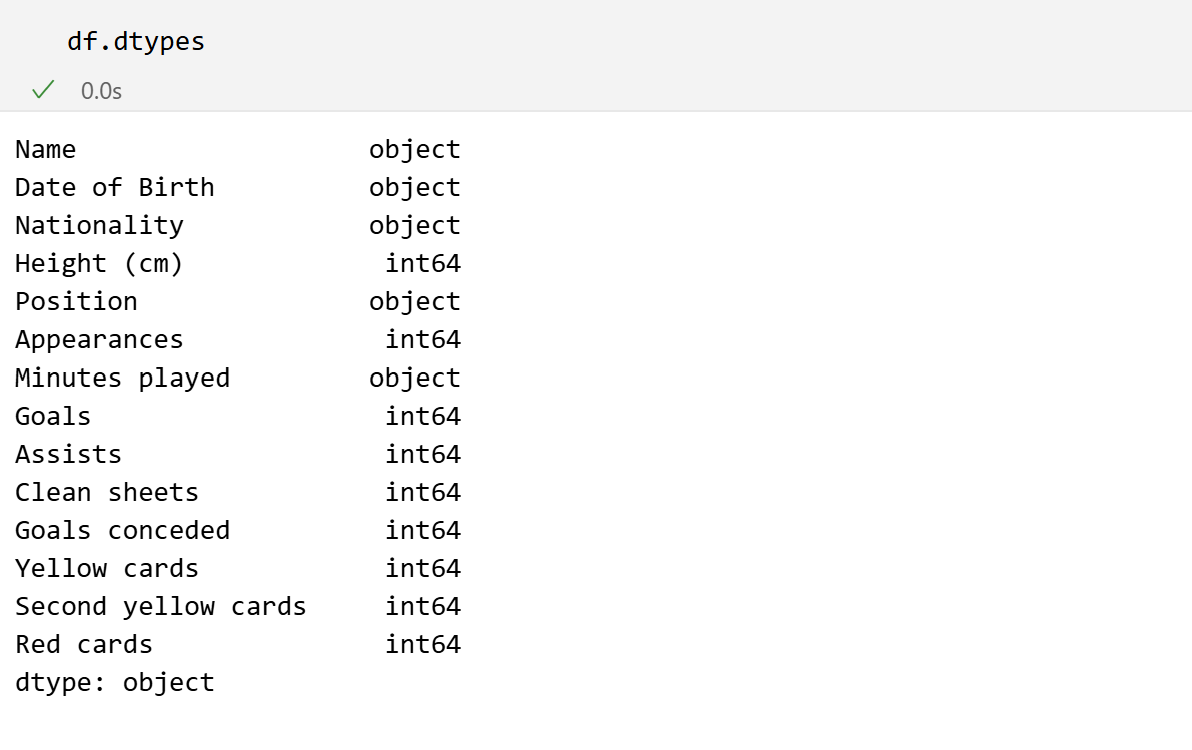 df.dtypes
0.0s
Name object
Date of Birth object
Nationality object
Height (cm) int64
Position object
Appearances int64
Minutes played object
Goals int64
Assists int64
Clean sheets int64
Goals conceded int64
Yellow cards int64
Second yellow cards int64
Red cards int64
dtype: object